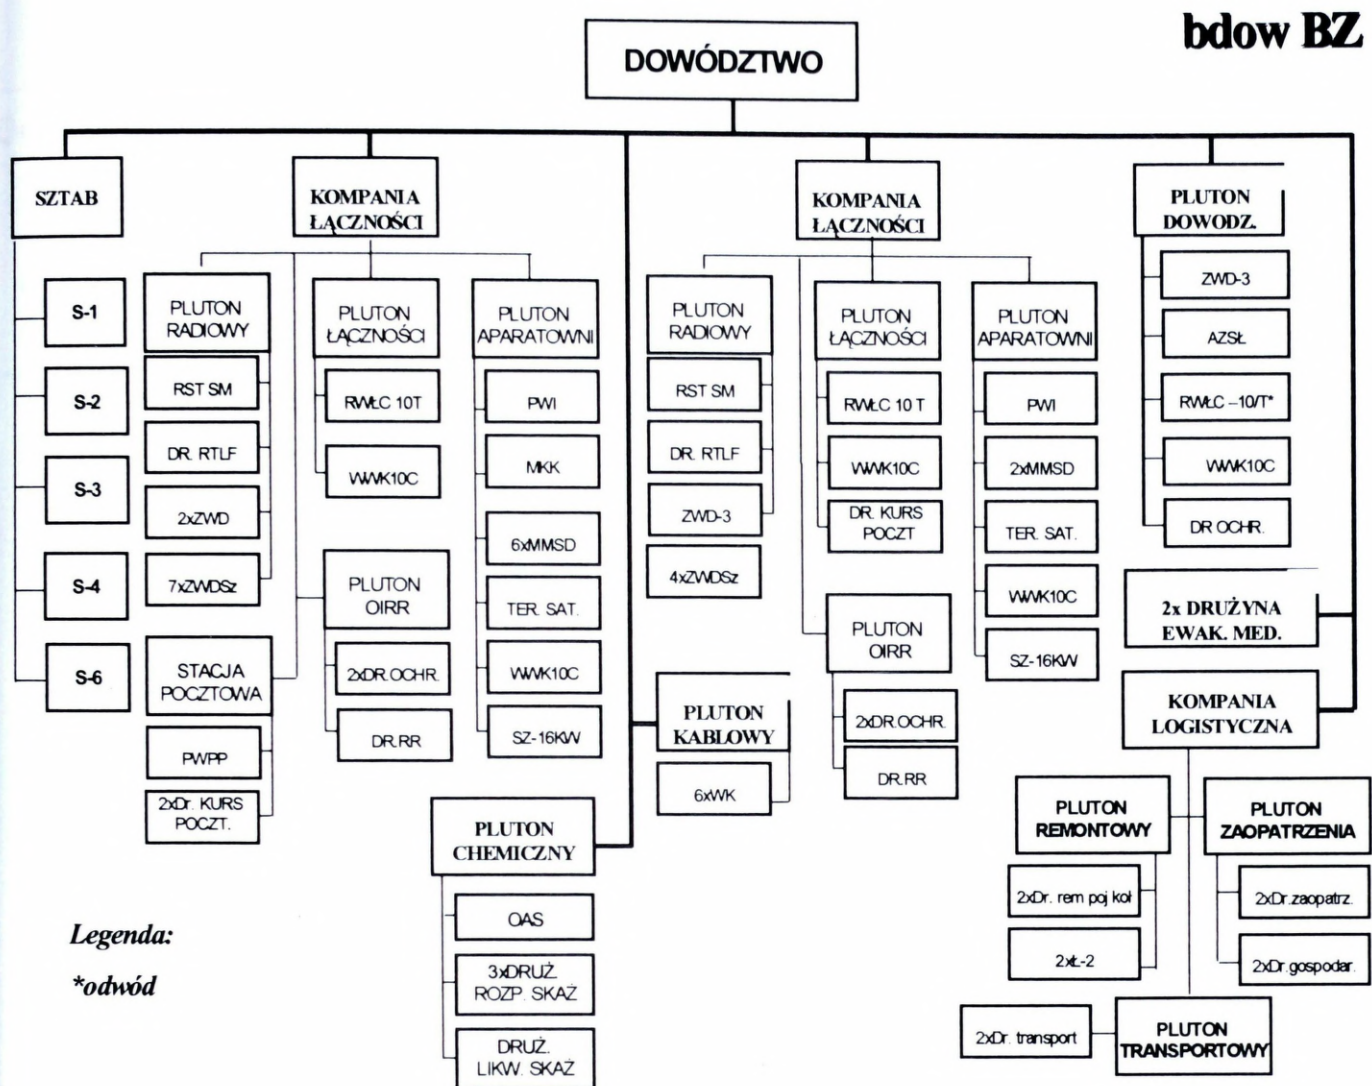 bdow BZ
DOWÓDZTWO
SZTAB
S-1
S-2
S-3
S-4
S-6
KOMPANIA
ŁĄCZNOŚCI
PLUTON
RADIOWY
RST SM
DR. RTLF
2xZWD
7xZWDSz
STACJA
POCZTOWA
PWPP
2xDr. KURS
POCZT.
PLUTON
ŁĄCZNOŚCI
RWŁC 10T
WWK10C
PLUTON
OIRR
2xDR.OCHR.
DR.RR
PLUTON
APARATOWNI
PWI
MKK
6xMMSD
TER. SAT.
WWK10C
SZ-16KW
PLUTON
CHEMICZNY
OAS
3xDRUŻ.
ROZP. SKAŻ
DRUŻ.
LIKW. SKAŻ
PLUTON
KABLOWY
6xWK
KOMPANIA
ŁĄCZNOŚCI
PLUTON
RADIOWY
RST SM
DR. RTLF
ZWD-3
4xZWDSz
PLUTON
ŁĄCZNOŚCI
RWŁC 10 T
WWK10C
DR. KURS
POCZT
PLUTON
OIRR
2xDR.OCHR.
DR.RR
PLUTON
APARATOWNI
PWI
2xMMSD
TER. SAT.
WWK10C
SZ-16KW
PLUTON
DOWODZ.
ZWD-3
AZSŁ
RWŁC –10/T*
WWK10C
DR OCHR.
2x DRUŻYNA
EWAK. MED.
KOMPANIA
LOGISTYCZNA
PLUTON
REMONTOWY
2xDr. rem poj koł
2xŁ-2
PLUTON
ZAOPATRZENIA
2xDr.zaopatrz.
2xDr.gospodar.
2xDr. transport
PLUTON
TRANSPORTOWY
Legenda:
*odwód